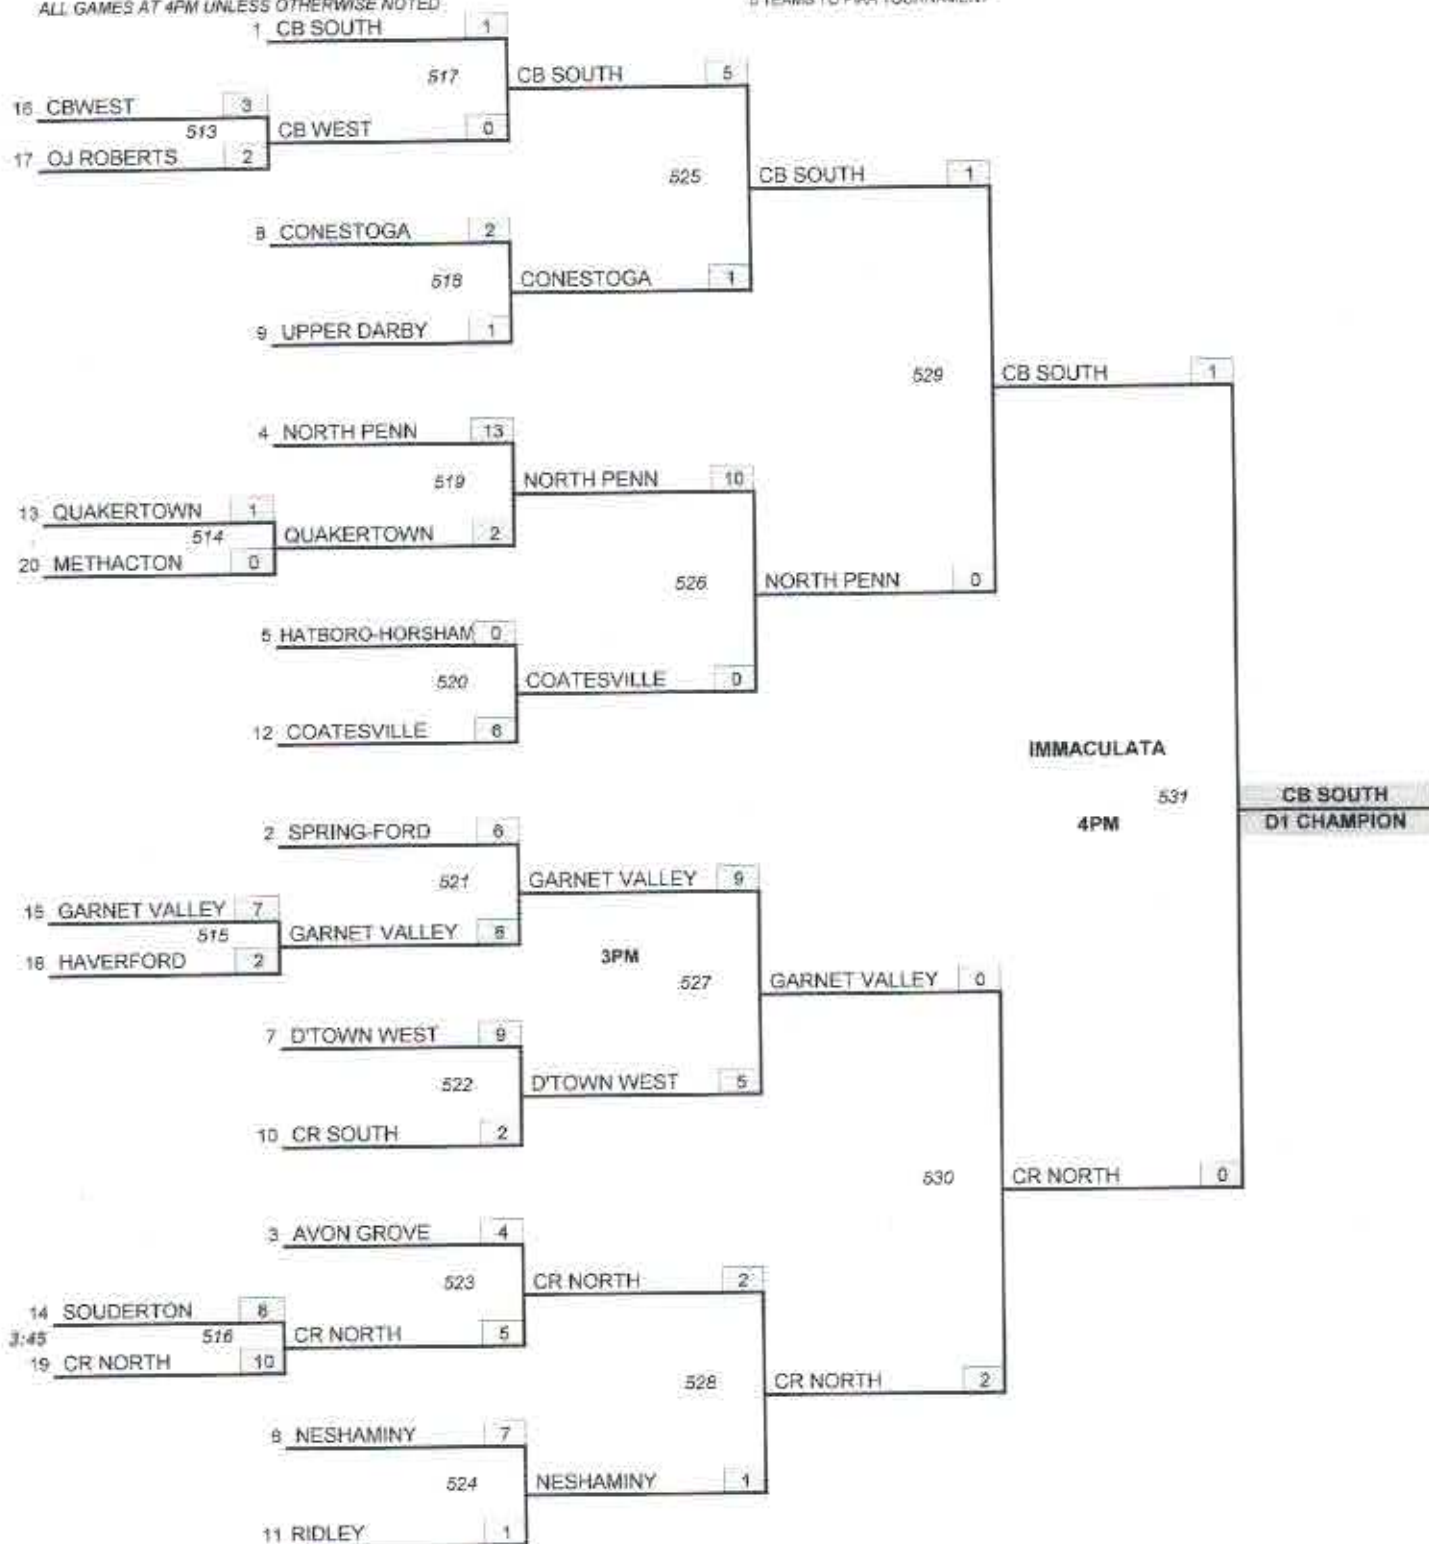 ALL GAMES AT 4PM UNLESS OTHERWISE NOTED
1 CB SOUTH 1
517
CB SOUTH 5
16 CBWEST 3
513
CB WEST 0
17 OJ ROBERTS 2
525
CB SOUTH 1
8 CONESTOGA 2
518
CONESTOGA 1
9 UPPER DARBY 1
529
CB SOUTH 1
4 NORTH PENN 13
519
NORTH PENN 10
13 QUAKERTOWN 1
514
QUAKERTOWN 2
20 METHACTON 0
526
NORTH PENN 0
5 HATBORO-HORSHAM 0
520
COATESVILLE 0
12 COATESVILLE 6
IMMACULATA
531
4PM
CB SOUTH
D1 CHAMPION
2 SPRING-FORD 6
521
GARNET VALLEY 9
15 GARNET VALLEY 7
515
GARNET VALLEY
18 HAVERFORD 2
3PM
527
GARNET VALLEY 0
7 D'TOWN WEST 9
522
D'TOWN WEST 5
10 CR SOUTH 2
530
CR NORTH 0
3 AVON GROVE 4
523
CR NORTH 2
14 SOUDERTON 8
3:45
516
CR NORTH 5
19 CR NORTH 10
528
CR NORTH 2
6 NESHAMINY 7
524
NESHAMINY 1
11 RIDLEY 1